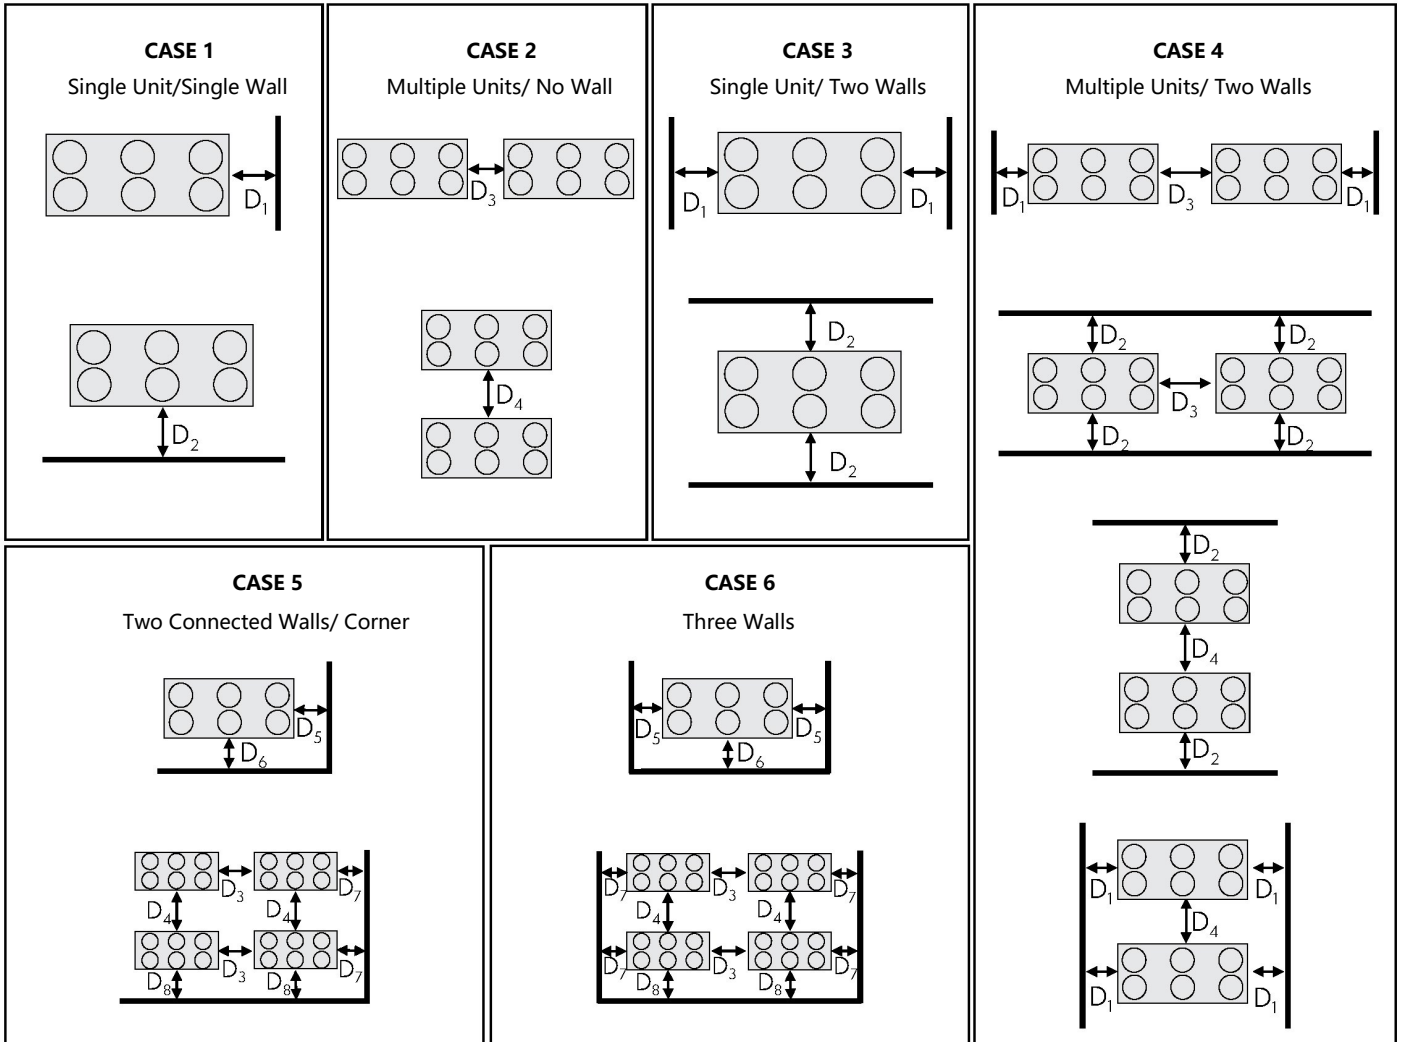 CASE 1
Single Unit/Single Wall
D₁
D₂
CASE 2
Multiple Units/ No Wall
D₃
D₄
CASE 3
Single Unit/ Two Walls
D₁ D₁
D₂
D₂
CASE 4
Multiple Units/ Two Walls
D₁ D₃ D₁
D₂ D₂
D₃
D₂ D₂
D₂
D₄
D₂
D₁ D₁
D₄
D₁ D₁
CASE 5
Two Connected Walls/ Corner
D₅
D₆
D₃ D₇
D₄ D₄
D₃ D₇
D₈ D₈
CASE 6
Three Walls
D₅ D₅
D₆
D₇ D₃ D₇
D₄ D₄
D₇ D₃ D₇
D₈ D₈